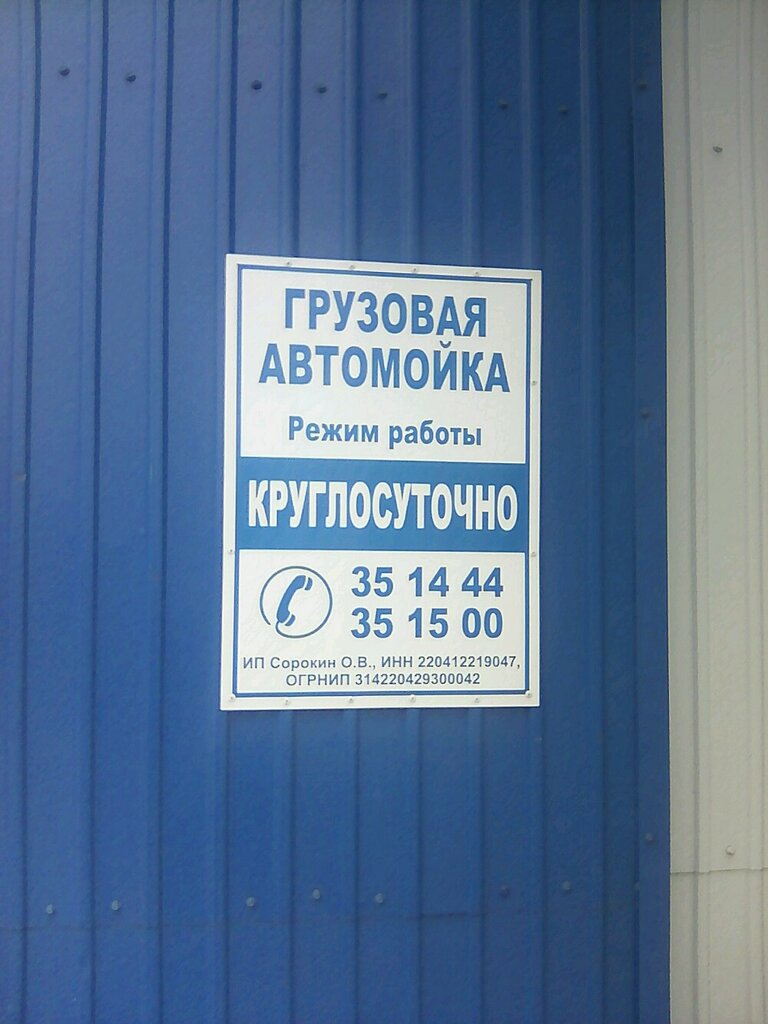 ГРУЗОВАЯ
АВТОМОЙКА
Режим работы
КРУГЛОСУТОЧНО
35 14 44
35 15 00
ИП Сорокин О.В., ИНН 220412219047,
ОГРНИП 314220429300042